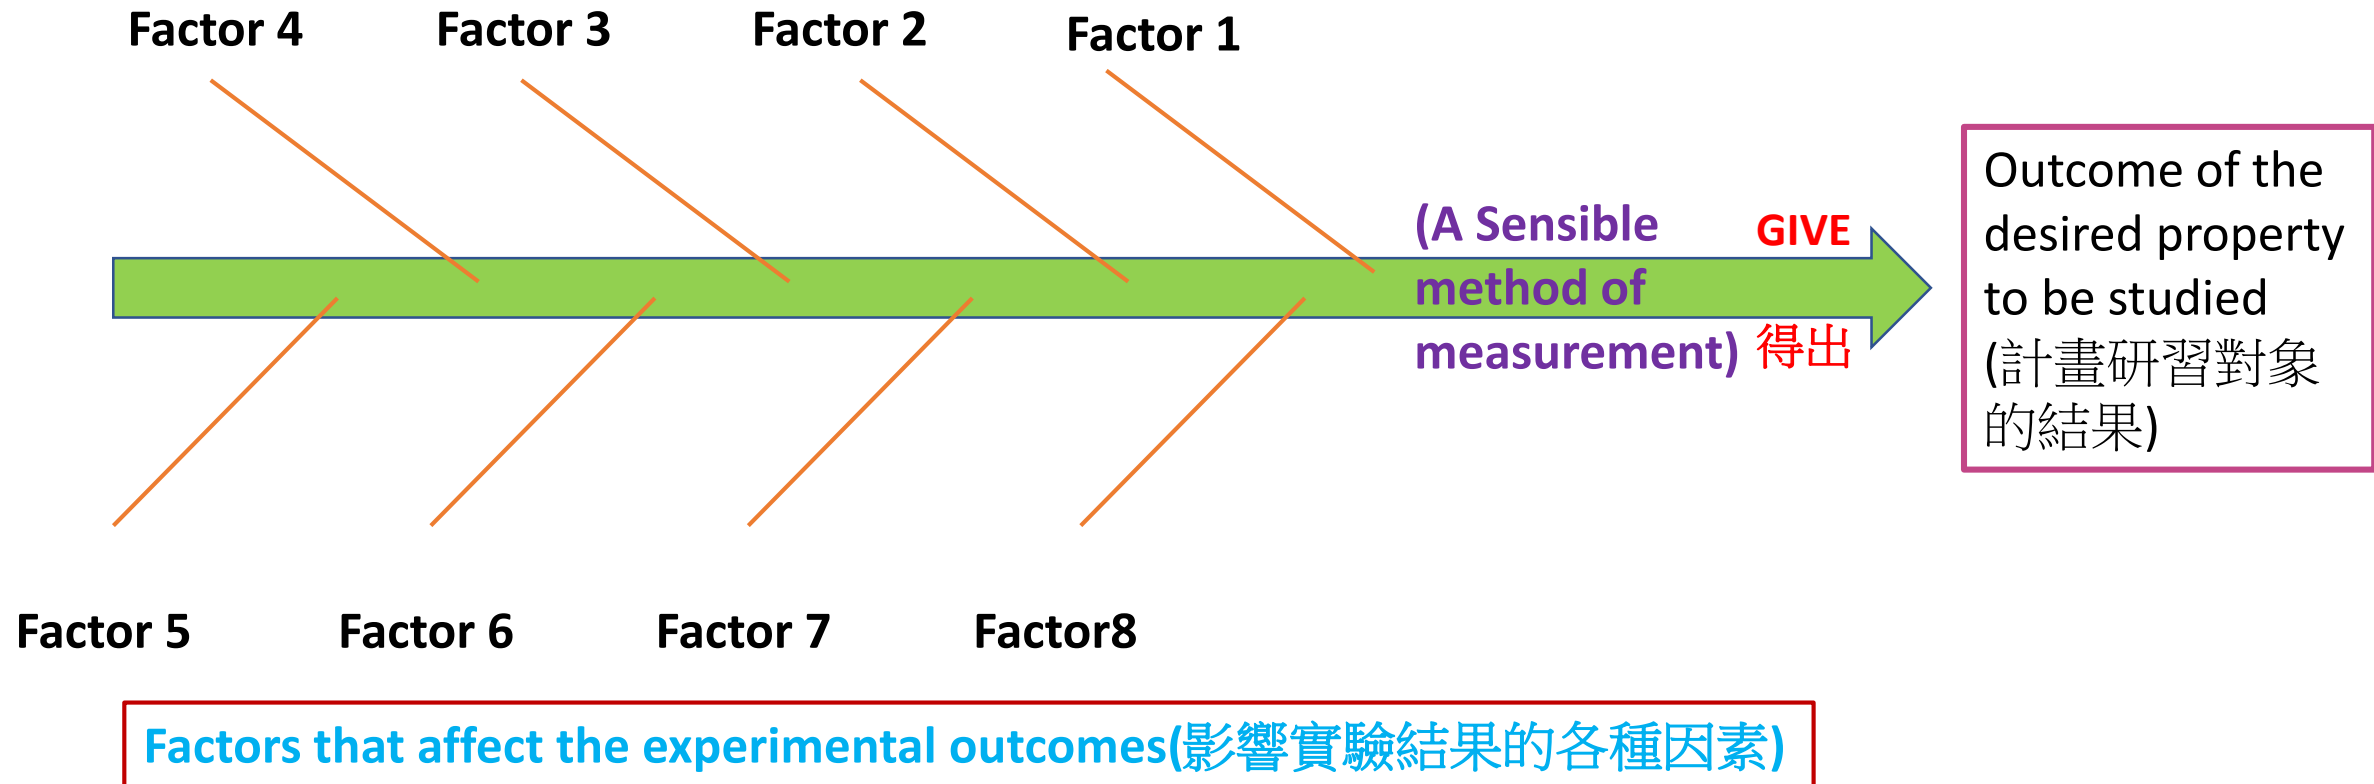 Factor 4
Factor 3
Factor 2
Factor 1
(A Sensible
method of
measurement)
GIVE
得出
Outcome of the
desired property
to be studied
(計畫研習對象
的結果)
Factor 5
Factor 6
Factor 7
Factor8
Factors that affect the experimental outcomes(影響實驗結果的各種因素)